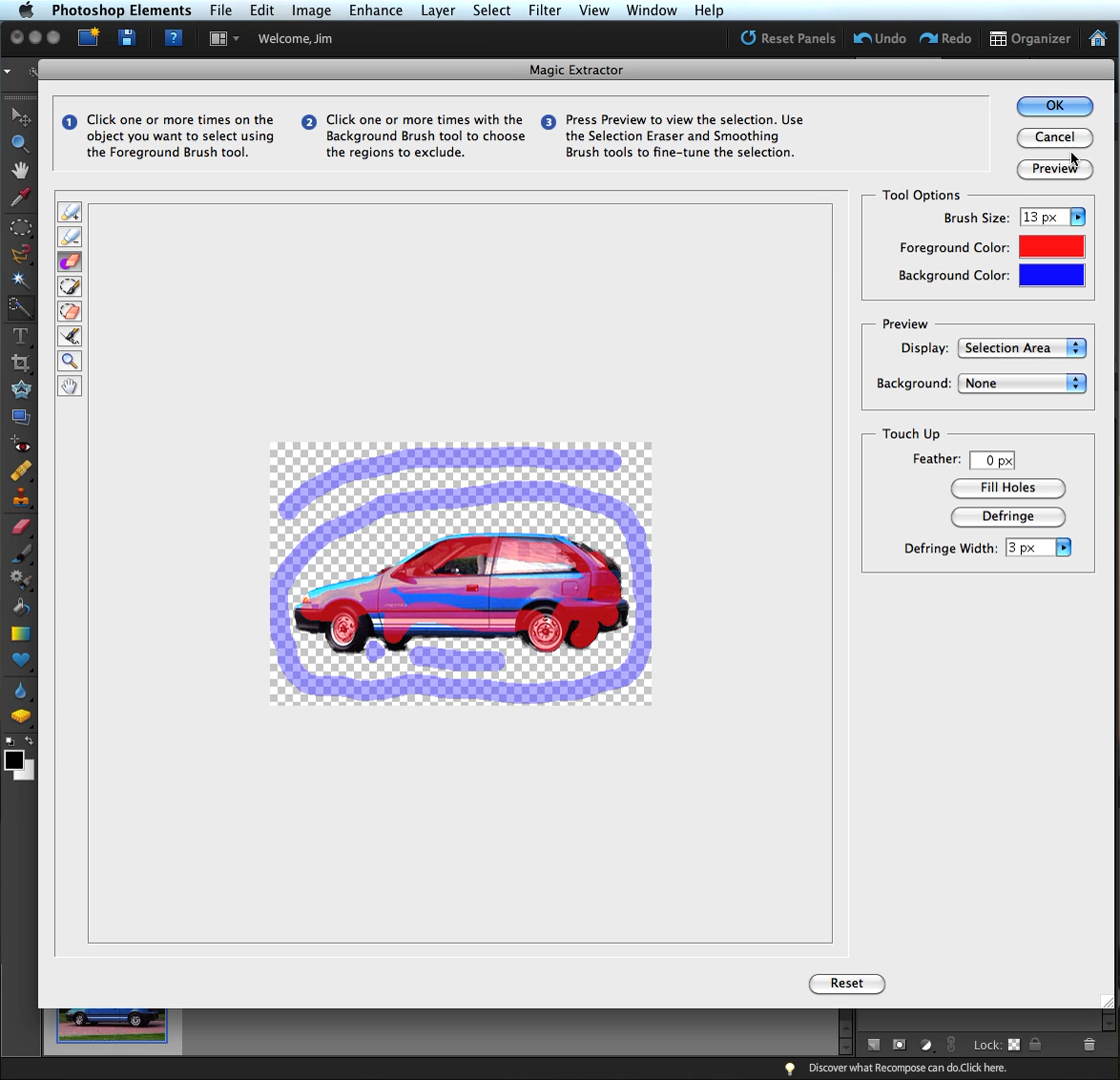 Photoshop Elements File Edit Image Enhance Layer Select Filter View Window Help
? Welcome, Jim Reset Panels Undo Redo Organizer
Magic Extractor
1 Click one or more times on the
object you want to select using
the Foreground Brush tool.
2 Click one or more times with the
Background Brush tool to choose
the regions to exclude.
3 Press Preview to view the selection. Use
the Selection Eraser and Smoothing
Brush tools to fine-tune the selection.
OK
Cancel
Preview
Tool Options
Brush Size: 13 px
Foreground Color:
Background Color:
Preview
Display: Selection Area
Background: None
Touch Up
Feather: 0 px
Fill Holes
Defringe
Defringe Width: 3 px
T
Reset
Lock:
Discover what Recompose can do.Click here.